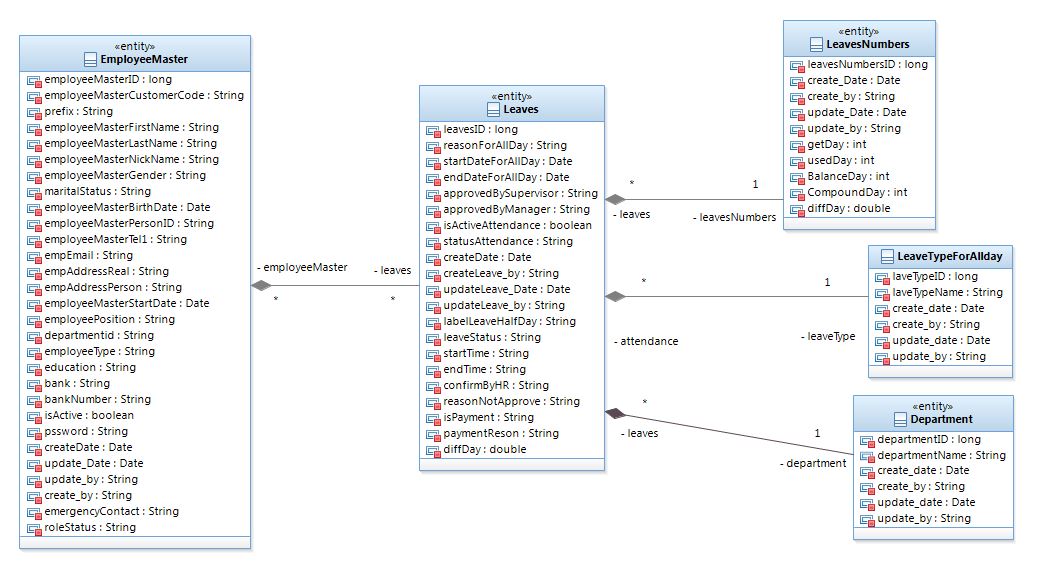 «entity»
EmployeeMaster
employeeMasterID : long
employeeMasterCustomerCode : String
prefix : String
employeeMasterFirstName : String
employeeMasterLastName : String
employeeMasterNickName : String
employeeMasterGender : String
maritalStatus : String
employeeMasterBirthDate : Date
employeeMasterPersonID : String
employeeMasterTel1 : String
empEmail : String
empAddressReal : String
empAddressPerson : String
employeeMasterStartDate : Date
employeePosition : String
departmentid : String
employeeType : String
education : String
bank : String
bankNumber : String
isActive : boolean
pssword : String
createDate : Date
update_Date : Date
update_by : String
create_by : String
emergencyContact : String
roleStatus : String
- employeeMaster
- leaves
*
*
«entity»
Leaves
leavesID : long
reasonForAllDay : String
startDateForAllDay : Date
endDateForAllDay : Date
approvedBySupervisor : String
approvedByManager : String
isActiveAttendance : boolean
statusAttendance : String
createDate : Date
createLeave_by : String
updateLeave_Date : Date
updateLeave_by : String
labelLeaveHalfDay : String
leaveStatus : String
startTime : String
endTime : String
confirmByHR : String
reasonNotApprove : String
isPayment : String
paymentReson : String
diffDay : double
*
1
- leaves
- leavesNumbers
«entity»
LeavesNumbers
leavesNumbersID : long
create_Date : Date
create_by : String
update_Date : Date
update_by : String
getDay : int
usedDay : int
BalanceDay : int
CompoundDay : int
diffDay : double
*
1
- attendance
- leaveType
LeaveTypeForAllday
laveTypeID : long
laveTypeName : String
create_date : Date
create_by : String
update_date : Date
update_by : String
*
1
- leaves
- department
«entity»
Department
departmentID : long
departmentName : String
create_date : Date
create_by : String
update_date : Date
update_by : String